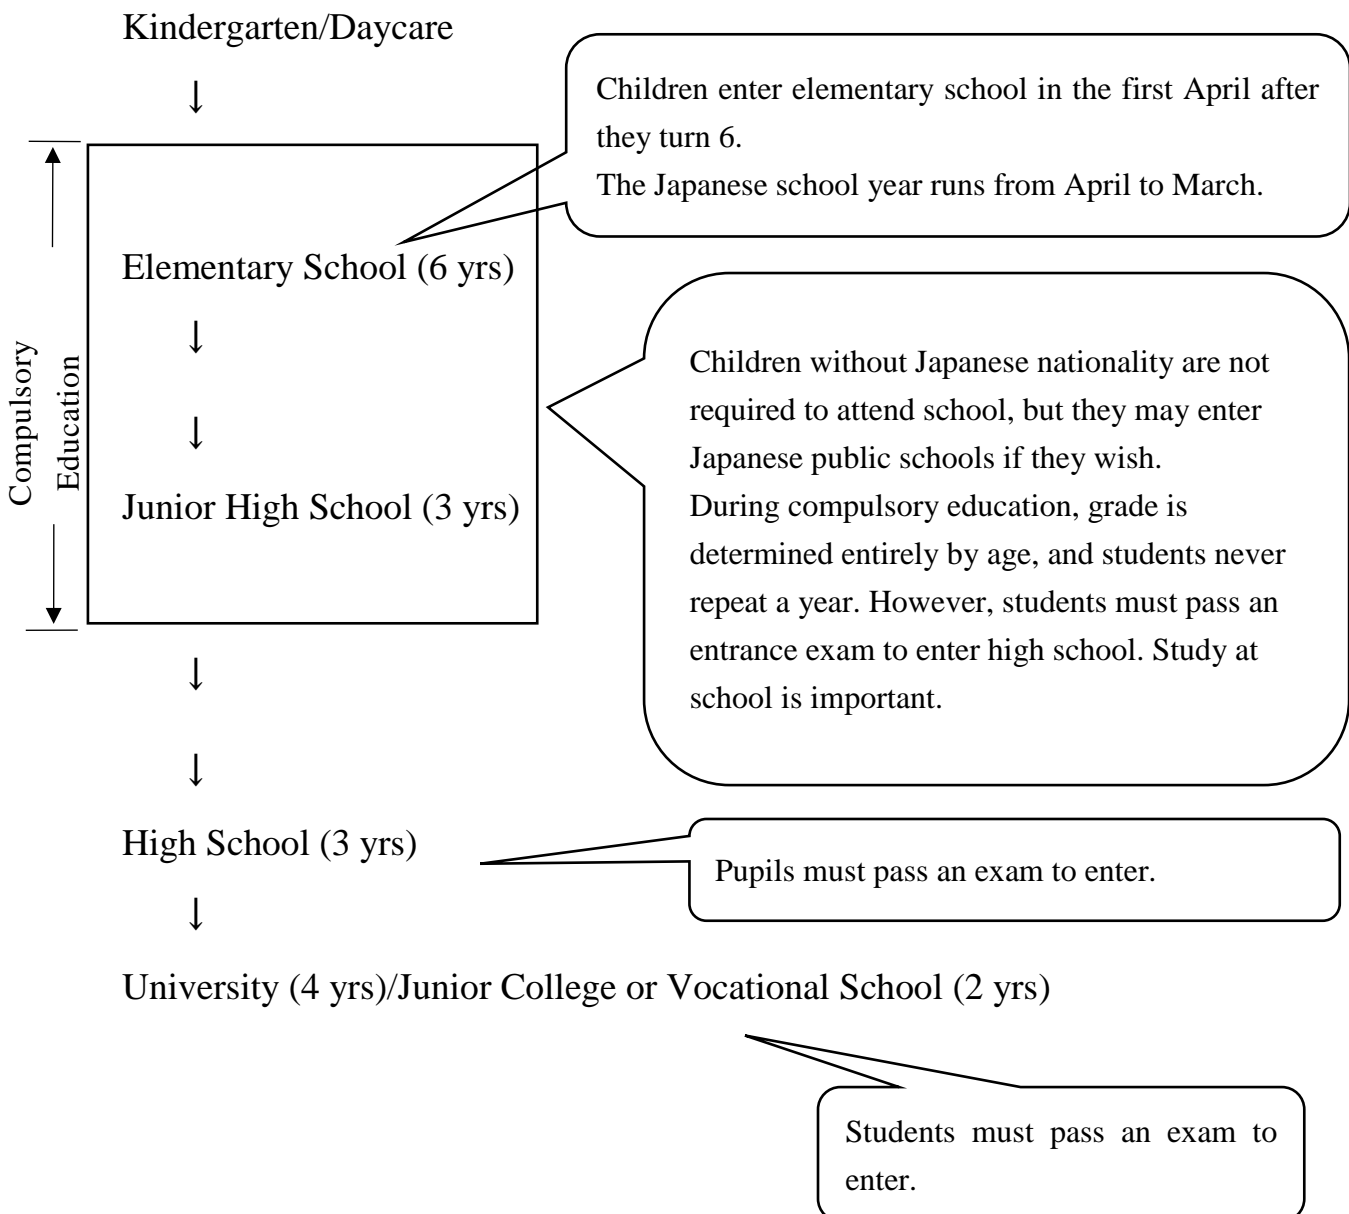 Kindergarten/Daycare
↓
Children enter elementary school in the first April after
they turn 6.
The Japanese school year runs from April to March.
Compulsory
Education
Elementary School (6 yrs)
↓
↓
Junior High School (3 yrs)
Children without Japanese nationality are not
required to attend school, but they may enter
Japanese public schools if they wish.
During compulsory education, grade is
determined entirely by age, and students never
repeat a year. However, students must pass an
entrance exam to enter high school. Study at
school is important.
↓
↓
High School (3 yrs)
Pupils must pass an exam to enter.
↓
University (4 yrs)/Junior College or Vocational School (2 yrs)
Students must pass an exam to
enter.